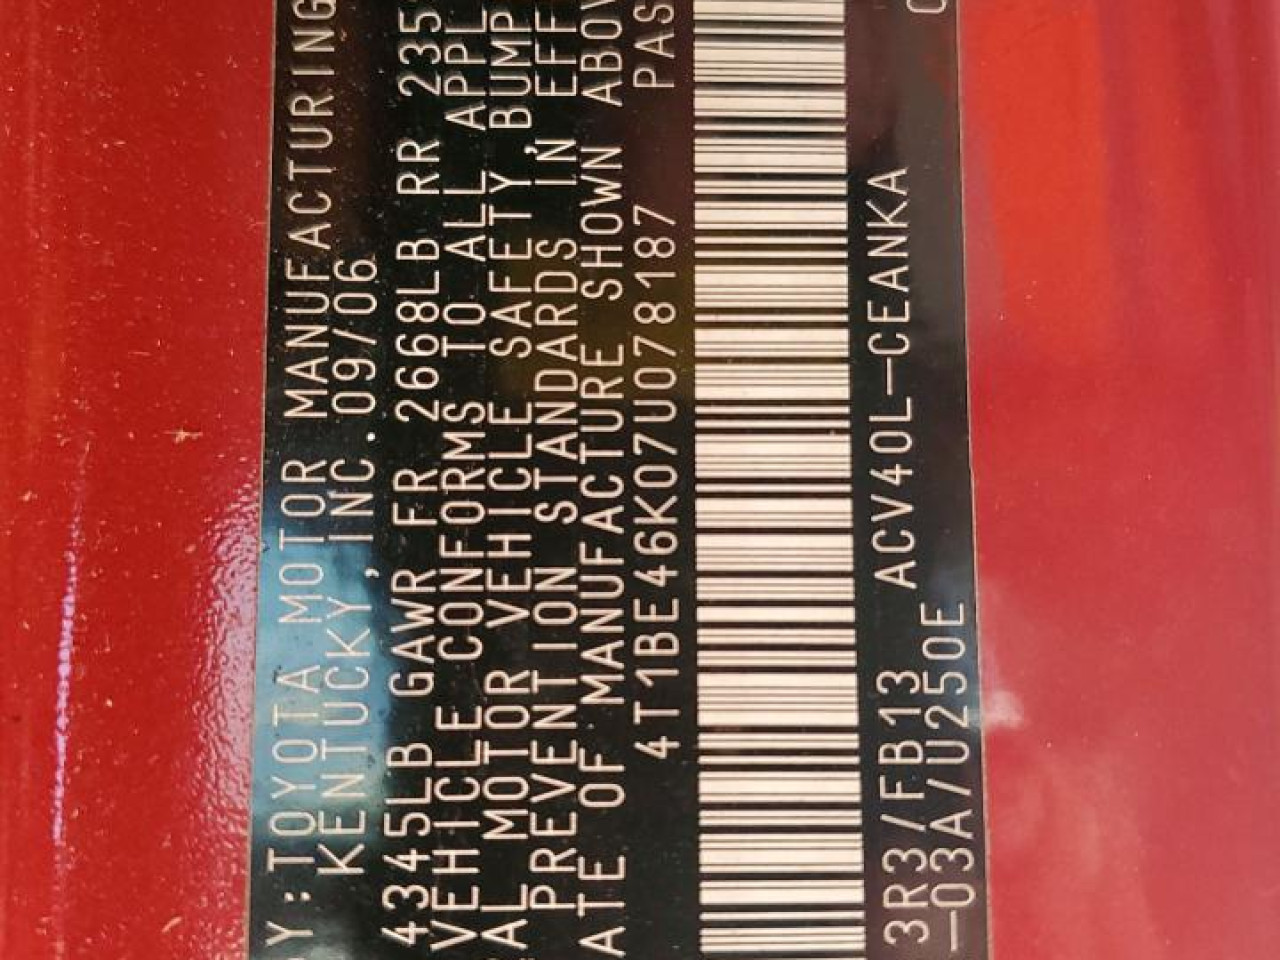 Y:TOYOTA MOTOR MANUFACTURING
KENTUCKY, INC. 09/06
4345LB GAWR FR 2668LB RR 235
VEHICLE CONFORMS TO ALL APPL
AL MOTOR VEHICLE SAFETY, BUMP
PREVENTION STANDARDS IN EFF
ATE OF MANUFACTURE SHOWN ABOV
4T1BE46K07U078187 PAS
3R3/FB13 ACV40L-CEANKA
-03A/U250E